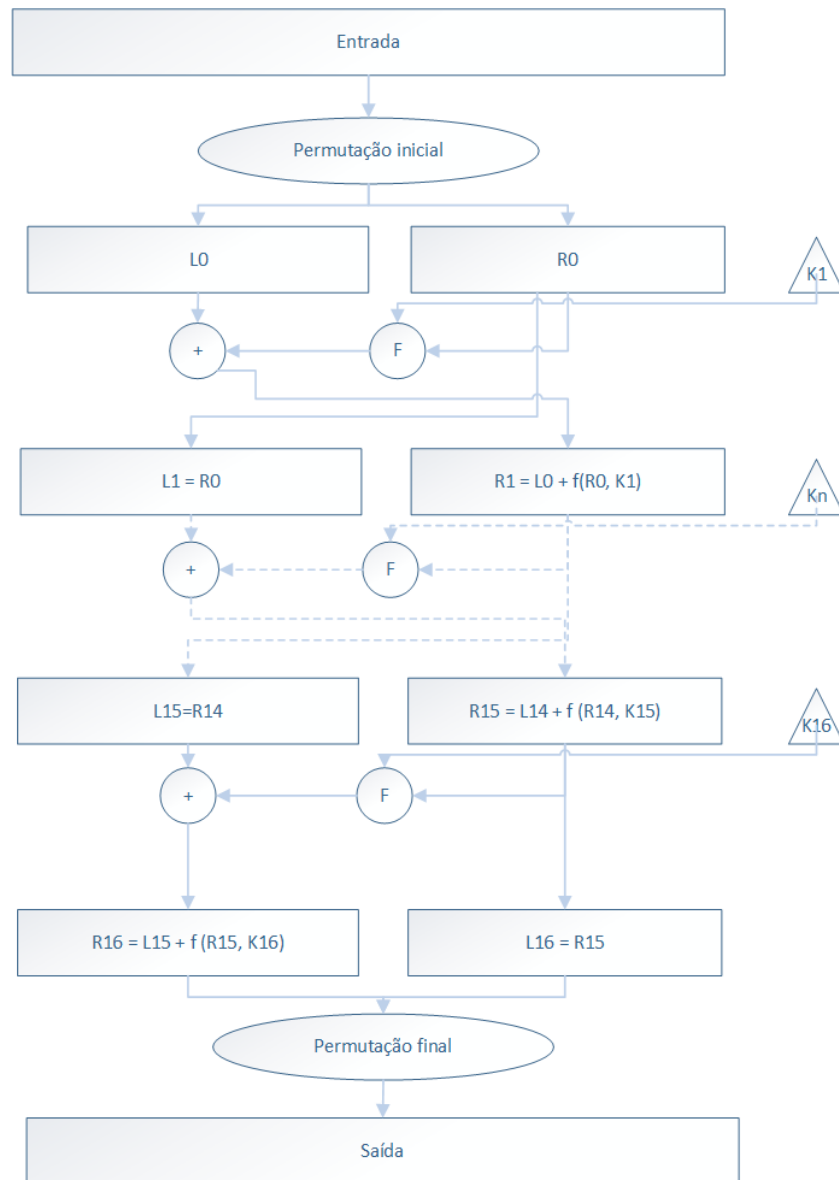 Entrada
Permutação inicial
L0
R0
K1
+
F
L1 = R0
R1 = L0 + f(R0, K1)
Kn
+
F
L15=R14
R15 = L14 + f (R14, K15)
K16
+
F
R16 = L15 + f (R15, K16)
L16 = R15
Permutação final
Saída